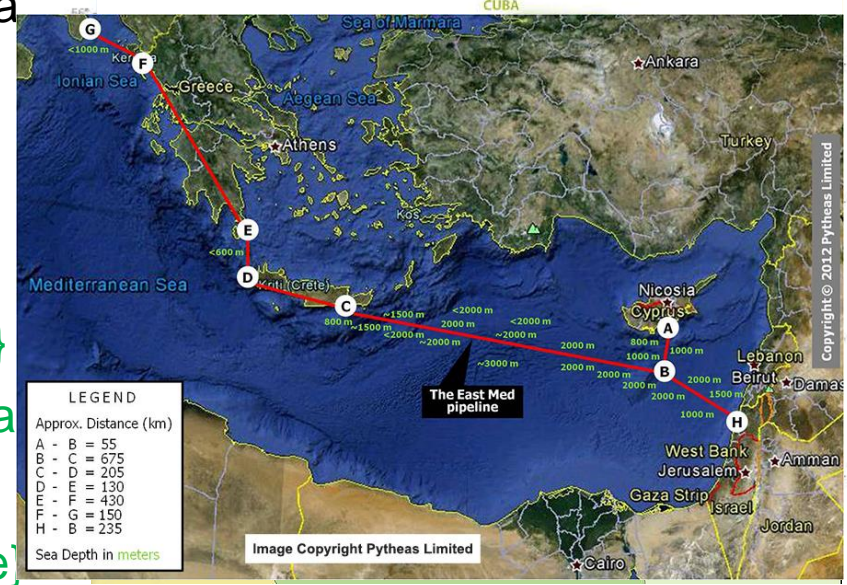 CUBA
a
G
<1000 m
F
Ionian Sea
Greece
Sea of Marmara
Aegean Sea
Ankara
Athens
Turkey
Kos
E
<600 m
D
Kriti (Crete)
C
Mediterranean Sea
Nicosia
Cyprus
A
800 m
~1500 m
~1500 m
<2000 m
2000 m
<2000 m
<2000 m
~2000 m
~2000 m
~3000 m
2000 m
2000 m
2000 m
800 m
1000 m
1000 m
B
2000 m
2000 m
2000 m
1500 m
1000 m
H
Lebanon
Beirut
Damas
The East Med
pipeline
West Bank
Jerusalem
Amman
Gaza Strip
Israel
Jordan
Cairo
LEGEND
Approx. Distance (km)
A - B = 55
B - C = 675
C - D = 205
D - E = 130
E - F = 430
F - G = 150
H - B = 235
Sea Depth in meters
Image Copyright Pytheas Limited
Copyright © 2012 Pytheas Limited
}
a
e